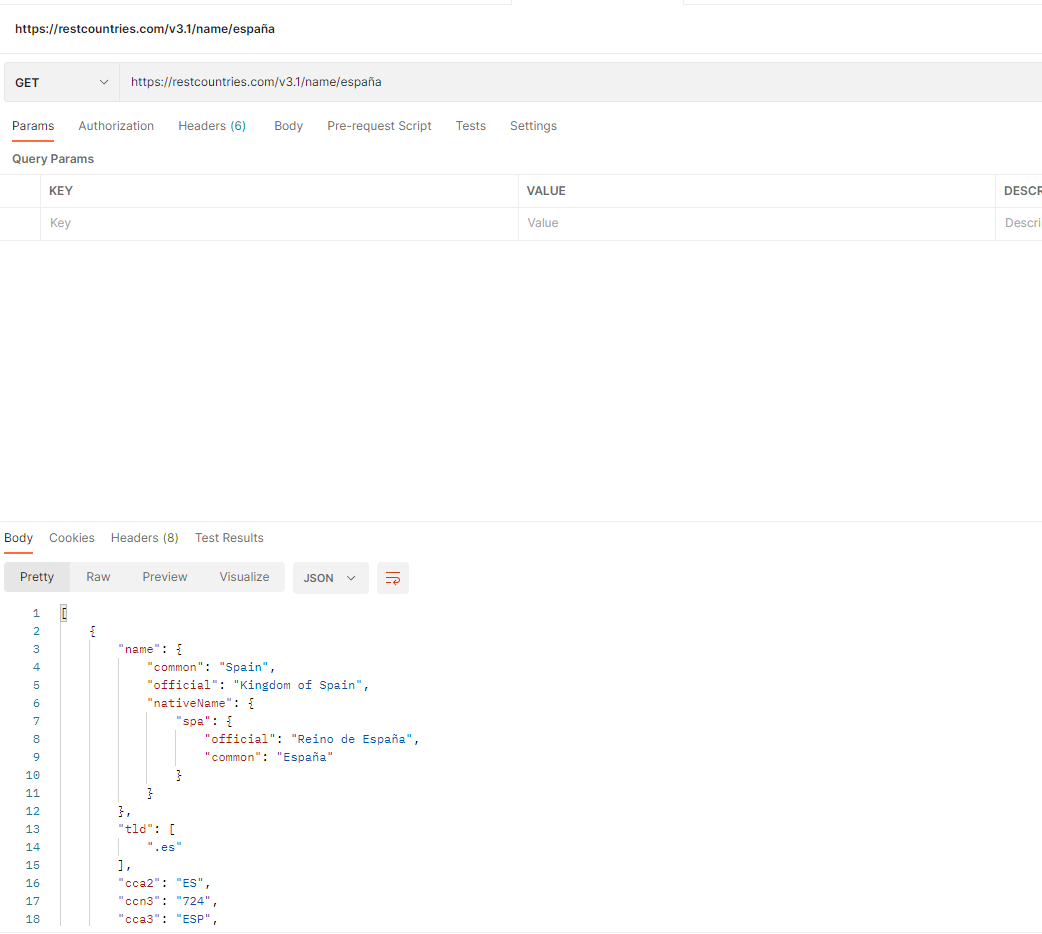 https://restcountries.com/v3.1/name/españa
GET https://restcountries.com/v3.1/name/españa
Params Authorization Headers (6) Body Pre-request Script Tests Settings
Query Params
KEY VALUE DESCR
Key Value Descri
Body Cookies Headers (8) Test Results
Pretty Raw Preview Visualize JSON
1 [
2 {
3 "name": {
4 "common": "Spain",
5 "official": "Kingdom of Spain",
6 "nativeName": {
7 "spa": {
8 "official": "Reino de España",
9 "common": "España"
10 }
11 }
12 },
13 "tld": [
14 ".es"
15 ],
16 "cca2": "ES",
17 "ccn3": "724",
18 "cca3": "ESP",